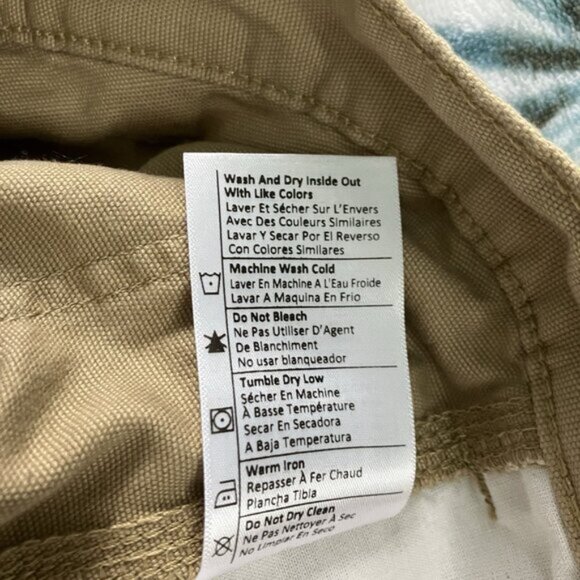 Wash And Dry Inside Out
With Like Colors
Laver Et Sécher Sur L'Envers
Avec Des Couleurs Similaires
Lavar Y Secar Por El Reverso
Con Colores Similares
Machine Wash Cold
Laver En Machine A L'Eau Froide
Lavar A Maquina En Frio
Do Not Bleach
Ne Pas Utiliser D'Agent
De Blanchiment
No usar blanqueador
Tumble Dry Low
Sécher En Machine
À Basse Température
Secar En Secadora
A Baja Temperatura
Warm Iron
Repasser À Fer Chaud
Plancha Tibia
Do Not Dry Clean
Ne Pas Nettoyer À Sec
No Limpiar En Seco